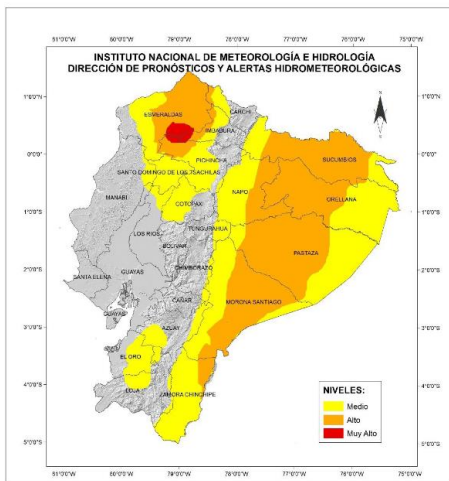 INSTITUTO NACIONAL DE METEOROLOGÍA E HIDROLOGÍA
DIRECCIÓN DE PRONÓSTICOS Y ALERTAS HIDROMETEOROLÓGICAS
81°0'0"O 80°0'0"O 79°0'0"O 78°0'0"O 77°0'0"O 76°0'0"O
1°0'0"N 1°0'0"N
0°0'0" 0°0'0"
1°0'0"S 1°0'0"S
2°0'0"S 2°0'0"S
3°0'0"S 3°0'0"S
4°0'0"S 4°0'0"S
5°0'0"S 5°0'0"S
CARCHI
ESMERALDAS
IMBABURA
PICHINCHA
SUCUMBIOS
SANTO DOMINGO DE LOS TSACHILAS
NAPO
MANABI
ORELLANA
COTOPAXI
TUNGURAHUA
LOS RIOS
BOLIVAR
PASTAZA
CHIMBORAZO
GUAYAS
SANTA ELENA
MORONA SANTIAGO
CAÑAR
GUAYAS
AZUAY
EL ORO
LOJA
ZAMORA CHINCHIPE
NIVELES:
Medio
Alto
Muy Alto
81°0'0"O 80°0'0"O 79°0'0"O 78°0'0"O 77°0'0"O 76°0'0"O